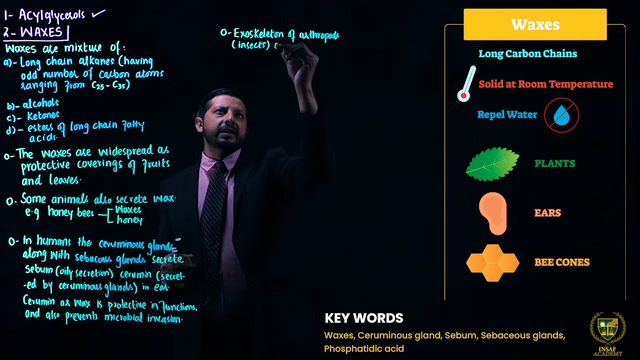 1- Acylglycerols ✓
2- WAXES
Waxes are mixture of :
a)- Long chain alkanes (having
odd number of carbon atoms
ranging from C25 - C35)
b)- alcohols
c)- Ketones
d)- esters of long chain fatty
acids.
o- The waxes are widespread as
protective coverings of fruits
and leaves.
o- Some animals also secrete wax.
e.g honey bees
Waxes
honey
o- In humans the ceruminous glands
along with sebaceous glands secrete
sebum (oily secretion) cerumin (secret-
ed by ceruminous glands) in ear.
Cerumin or wax is protective in functions,
and also prevents microbial invasion.
o- Exoskeleton of arthropods
(insects)
Waxes
Long Carbon Chains
Solid at Room Temperature
Repel Water
PLANTS
EARS
BEE CONES
KEY WORDS
Waxes, Ceruminous gland, Sebum, Sebaceous glands,
Phosphatidic acid
INSAF
ACADEMY